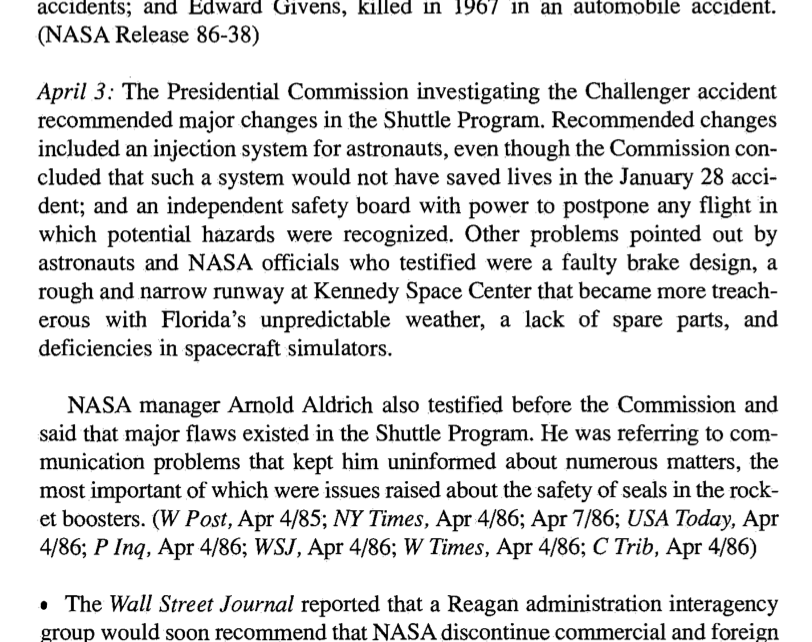 accidents; and Edward Givens, killed in 1967 in an automobile accident.
(NASA Release 86-38)
April 3: The Presidential Commission investigating the Challenger accident
recommended major changes in the Shuttle Program. Recommended changes
included an injection system for astronauts, even though the Commission con-
cluded that such a system would not have saved lives in the January 28 acci-
dent; and an independent safety board with power to postpone any flight in
which potential hazards were recognized. Other problems pointed out by
astronauts and NASA officials who testified were a faulty brake design, a
rough and narrow runway at Kennedy Space Center that became more treach-
erous with Florida's unpredictable weather, a lack of spare parts, and
deficiencies in spacecraft simulators.
NASA manager Arnold Aldrich also testified before the Commission and
said that major flaws existed in the Shuttle Program. He was referring to com-
munication problems that kept him uninformed about numerous matters, the
most important of which were issues raised about the safety of seals in the rock-
et boosters. (W Post, Apr 4/85; NY Times, Apr 4/86; Apr 7/86; USA Today, Apr
4/86; P Inq, Apr 4/86; WSJ, Apr 4/86; W Times, Apr 4/86; C Trib, Apr 4/86)
• The Wall Street Journal reported that a Reagan administration interagency
group would soon recommend that NASA discontinue commercial and foreign